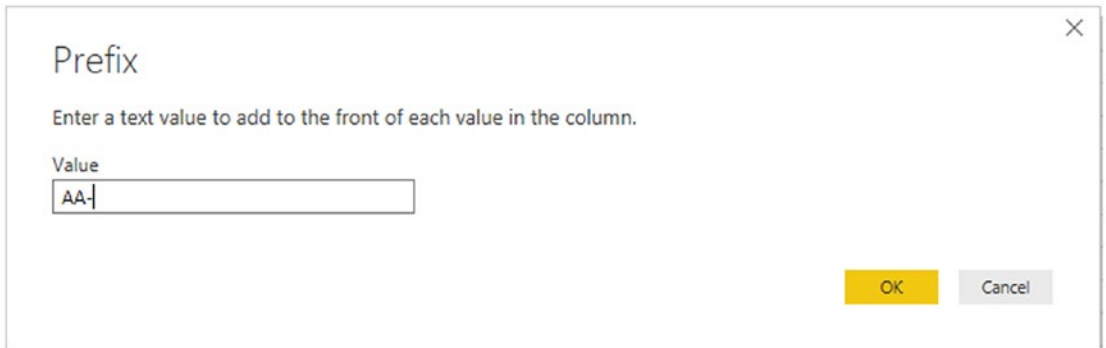 Prefix
Enter a text value to add to the front of each value in the column.
Value
AA-
OK Cancel